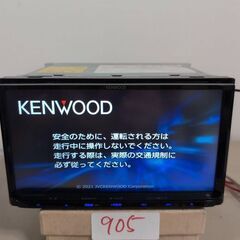 KENWOOD
安全のために、運転される方は
走行中に操作しないでください。
走行する際は、実際の交通規制に
必ず従ってください。
© 2021 JVCKENWOOD Corporation
905